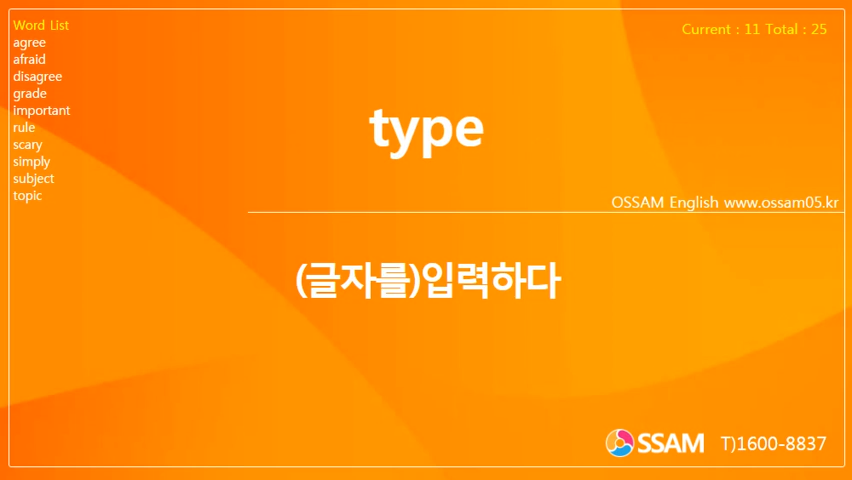 Word List
agree
afraid
disagree
grade
important
rule
scary
simply
subject
topic
Current : 11 Total : 25
type
OSSAM English www.ossam05.kr
(글자를)입력하다
OSSAM T)1600-8837